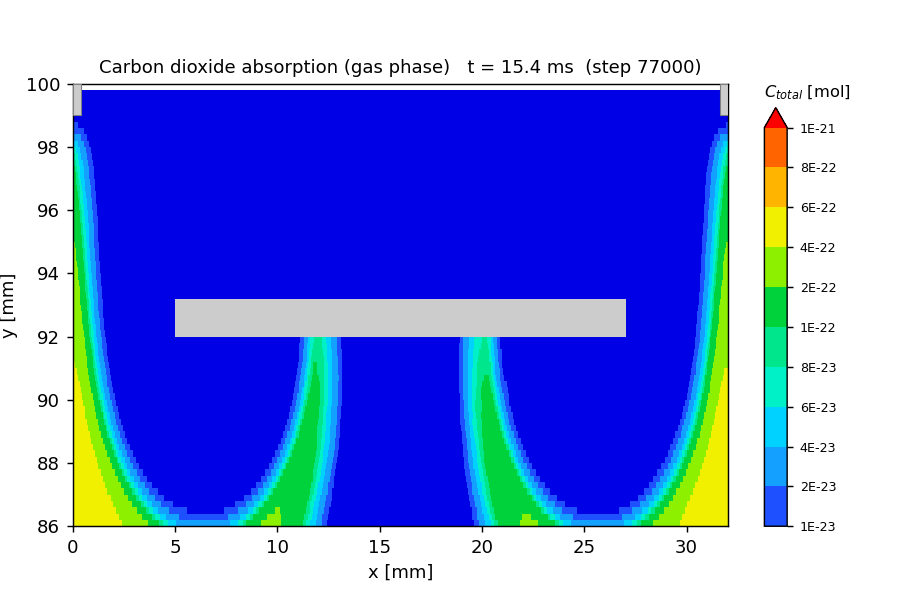 Carbon dioxide absorption (gas phase)   t = 15.4 ms  (step 77000)
C_total [mol]
1E-21
8E-22
6E-22
4E-22
2E-22
1E-22
8E-23
6E-23
4E-23
2E-23
1E-23
y [mm]
100
98
96
94
92
90
88
86
0 5 10 15 20 25 30
x [mm]